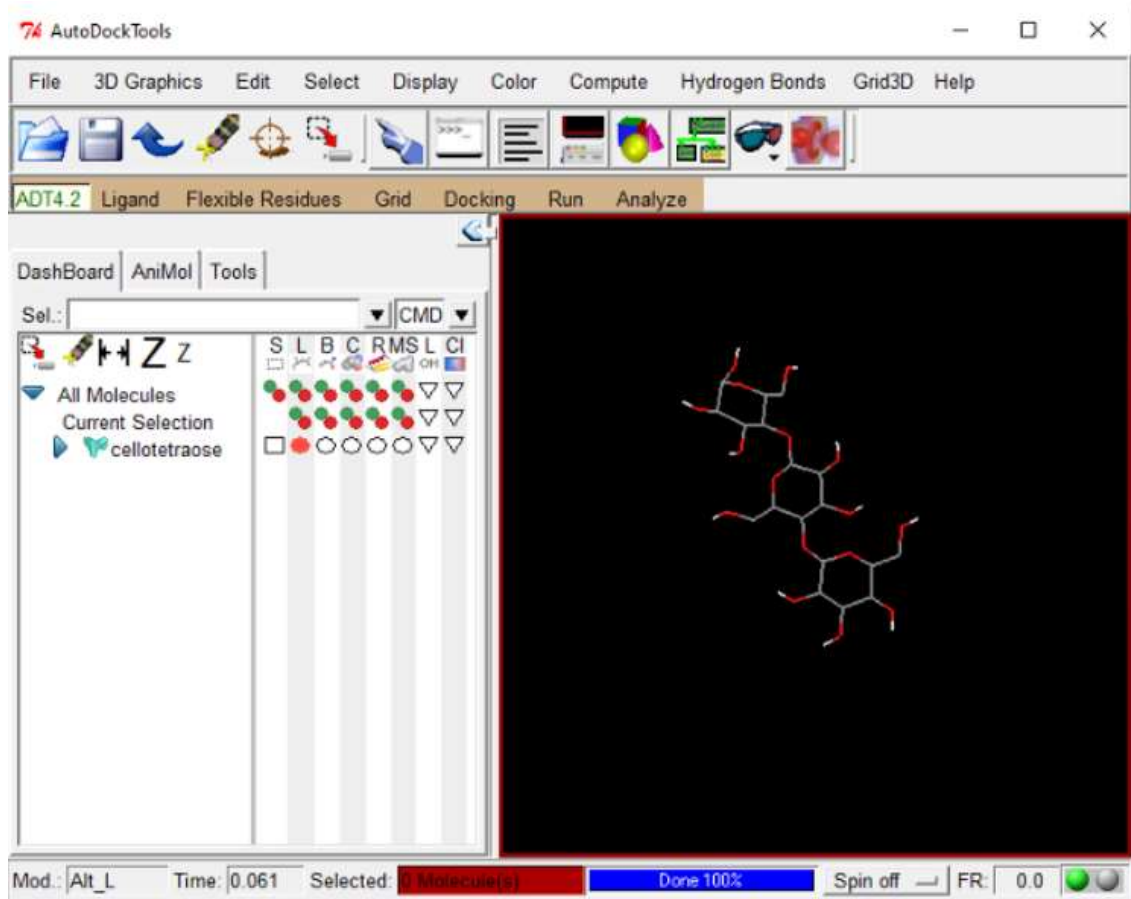 AutoDockTools
File 3D Graphics Edit Select Display Color Compute Hydrogen Bonds Grid3D Help
>>>_
ADT4.2 Ligand Flexible Residues Grid Docking Run Analyze
DashBoard AniMol Tools
Sel.: CMD
Z Z S L B C R MS L Cl
OH
All Molecules
Current Selection
cellotetraose
Mod.: Alt_L Time: 0.061 Selected: 0 Molecule(s) Done 100% Spin off FR: 0.0